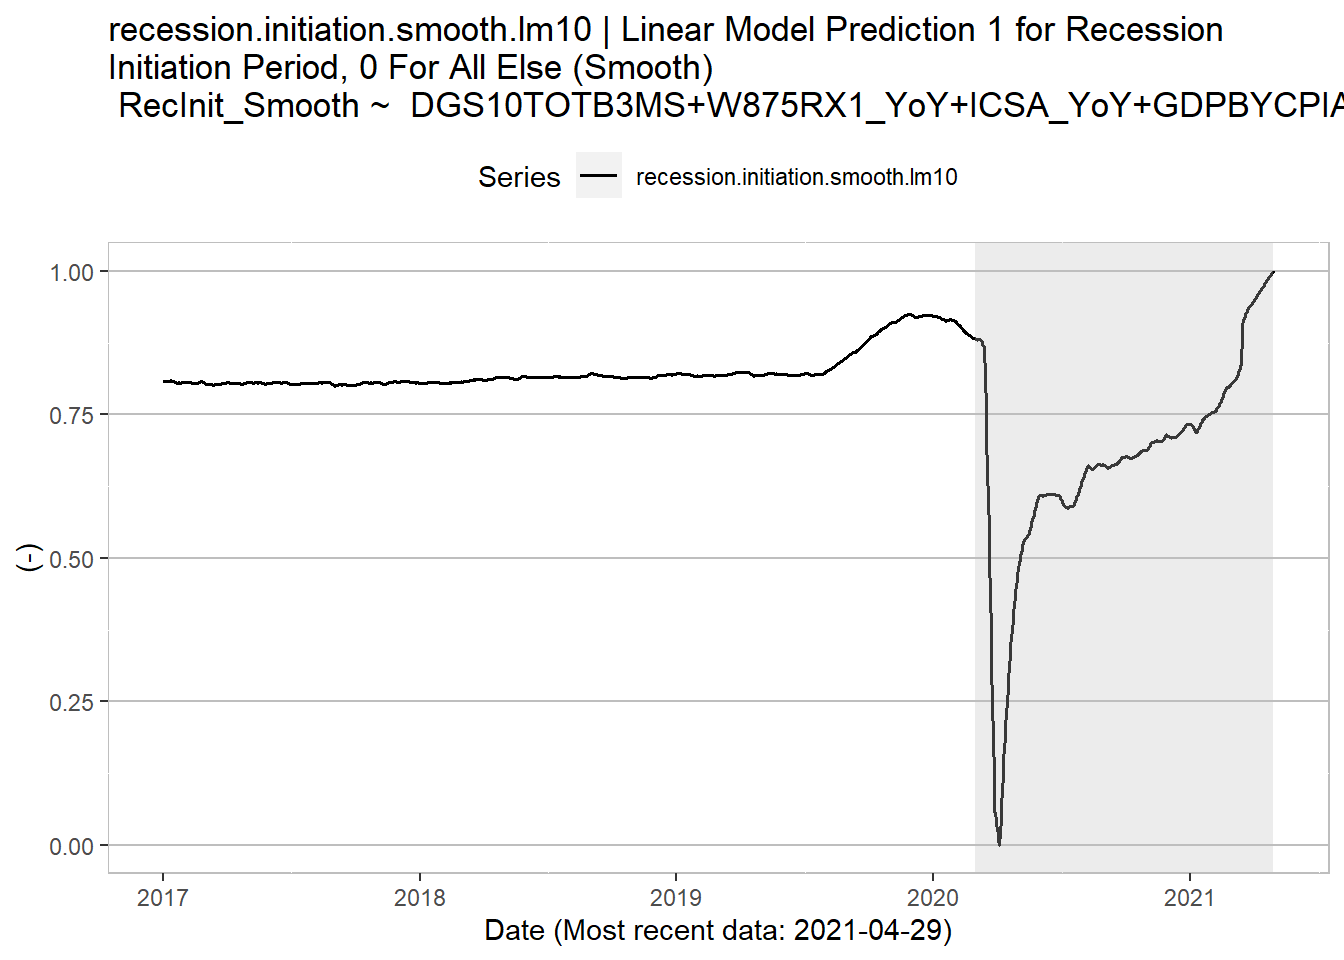 recession.initiation.smooth.lm10 | Linear Model Prediction 1 for Recession
Initiation Period, 0 For All Else (Smooth)
RecInit_Smooth ~ DGS10TOTB3MS+W875RX1_YoY+ICSA_YoY+GDPBYCPIA
Series recession.initiation.smooth.lm10
1.00
0.75
0.50
0.25
0.00
(-)
2017 2018 2019 2020 2021
Date (Most recent data: 2021-04-29)